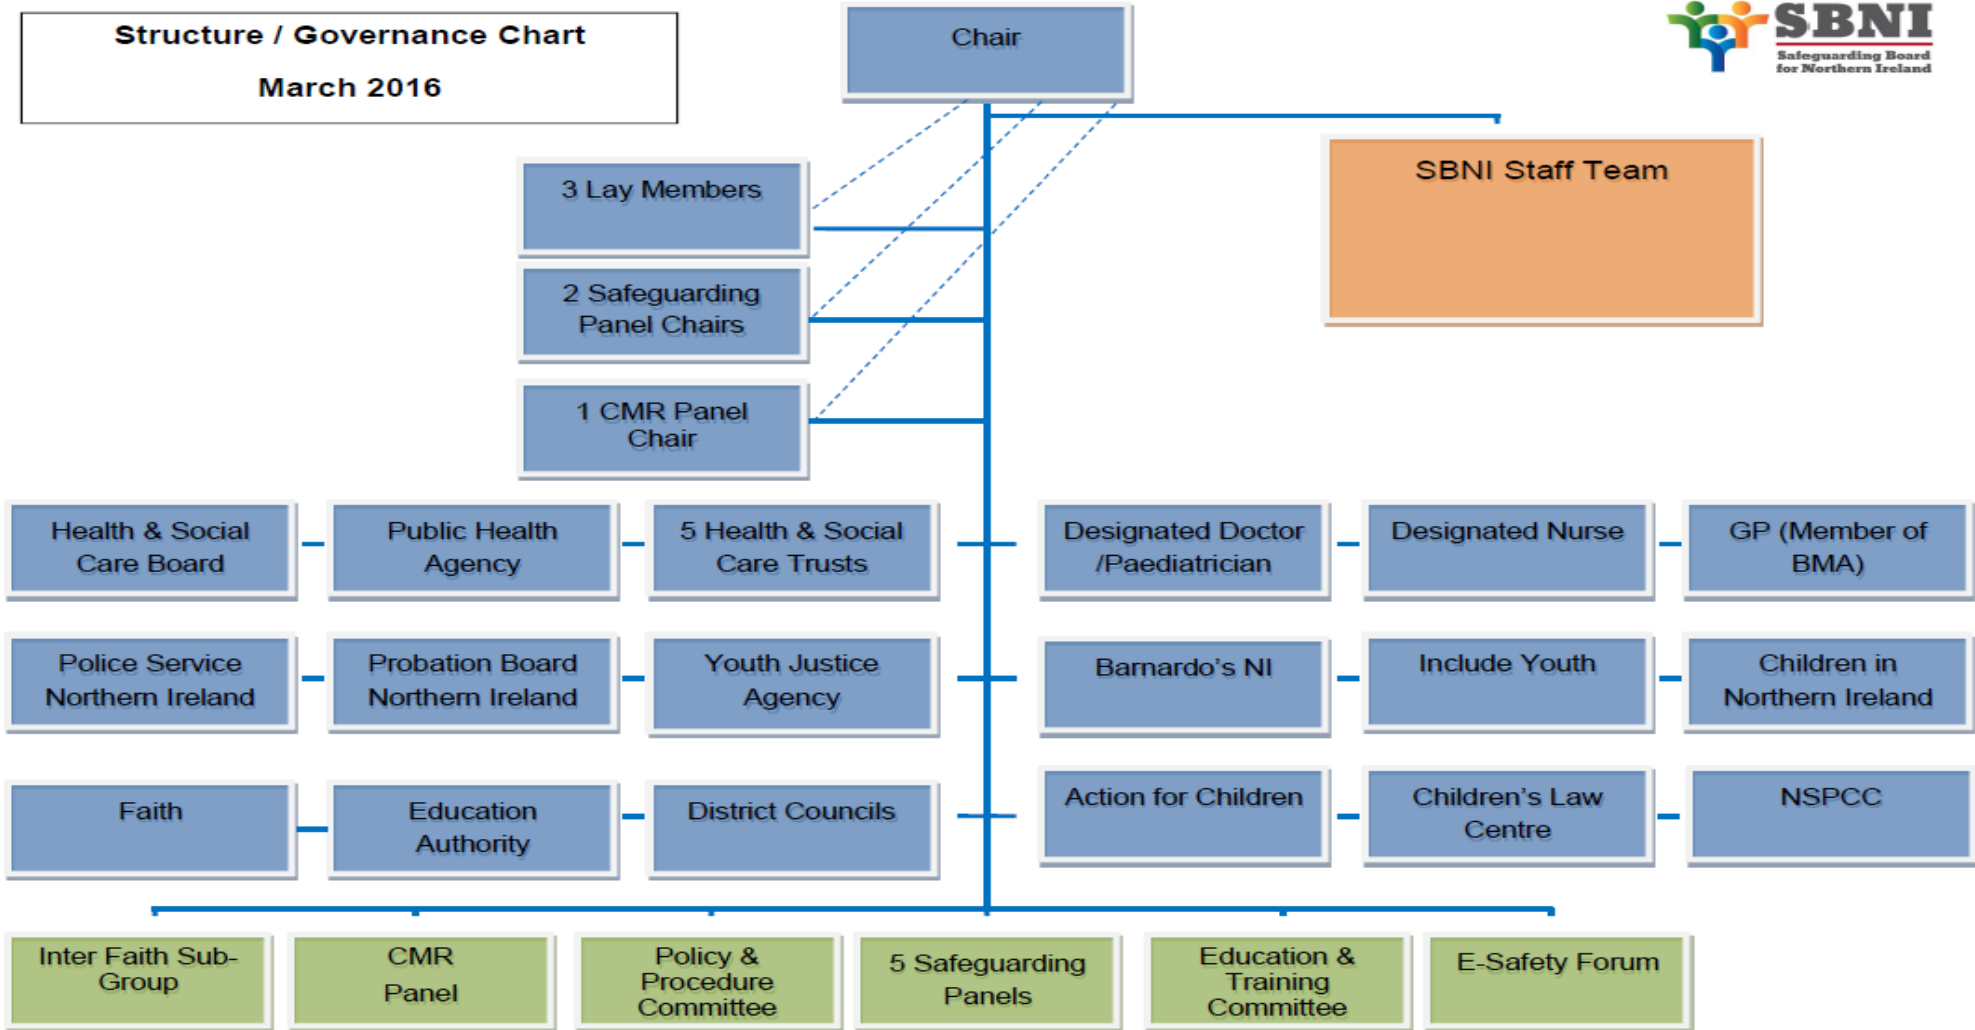 Structure / Governance Chart
March 2016
Chair
SBNI
Safeguarding Board
for Northern Ireland
SBNI Staff Team
3 Lay Members
2 Safeguarding
Panel Chairs
1 CMR Panel
Chair
Health & Social
Care Board
Public Health
Agency
5 Health & Social
Care Trusts
Designated Doctor
/Paediatrician
Designated Nurse
GP (Member of
BMA)
Police Service
Northern Ireland
Probation Board
Northern Ireland
Youth Justice
Agency
Barnardo’s NI
Include Youth
Children in
Northern Ireland
Faith
Education
Authority
District Councils
Action for Children
Children’s Law
Centre
NSPCC
Inter Faith Sub-
Group
CMR
Panel
Policy &
Procedure
Committee
5 Safeguarding
Panels
Education &
Training
Committee
E-Safety Forum